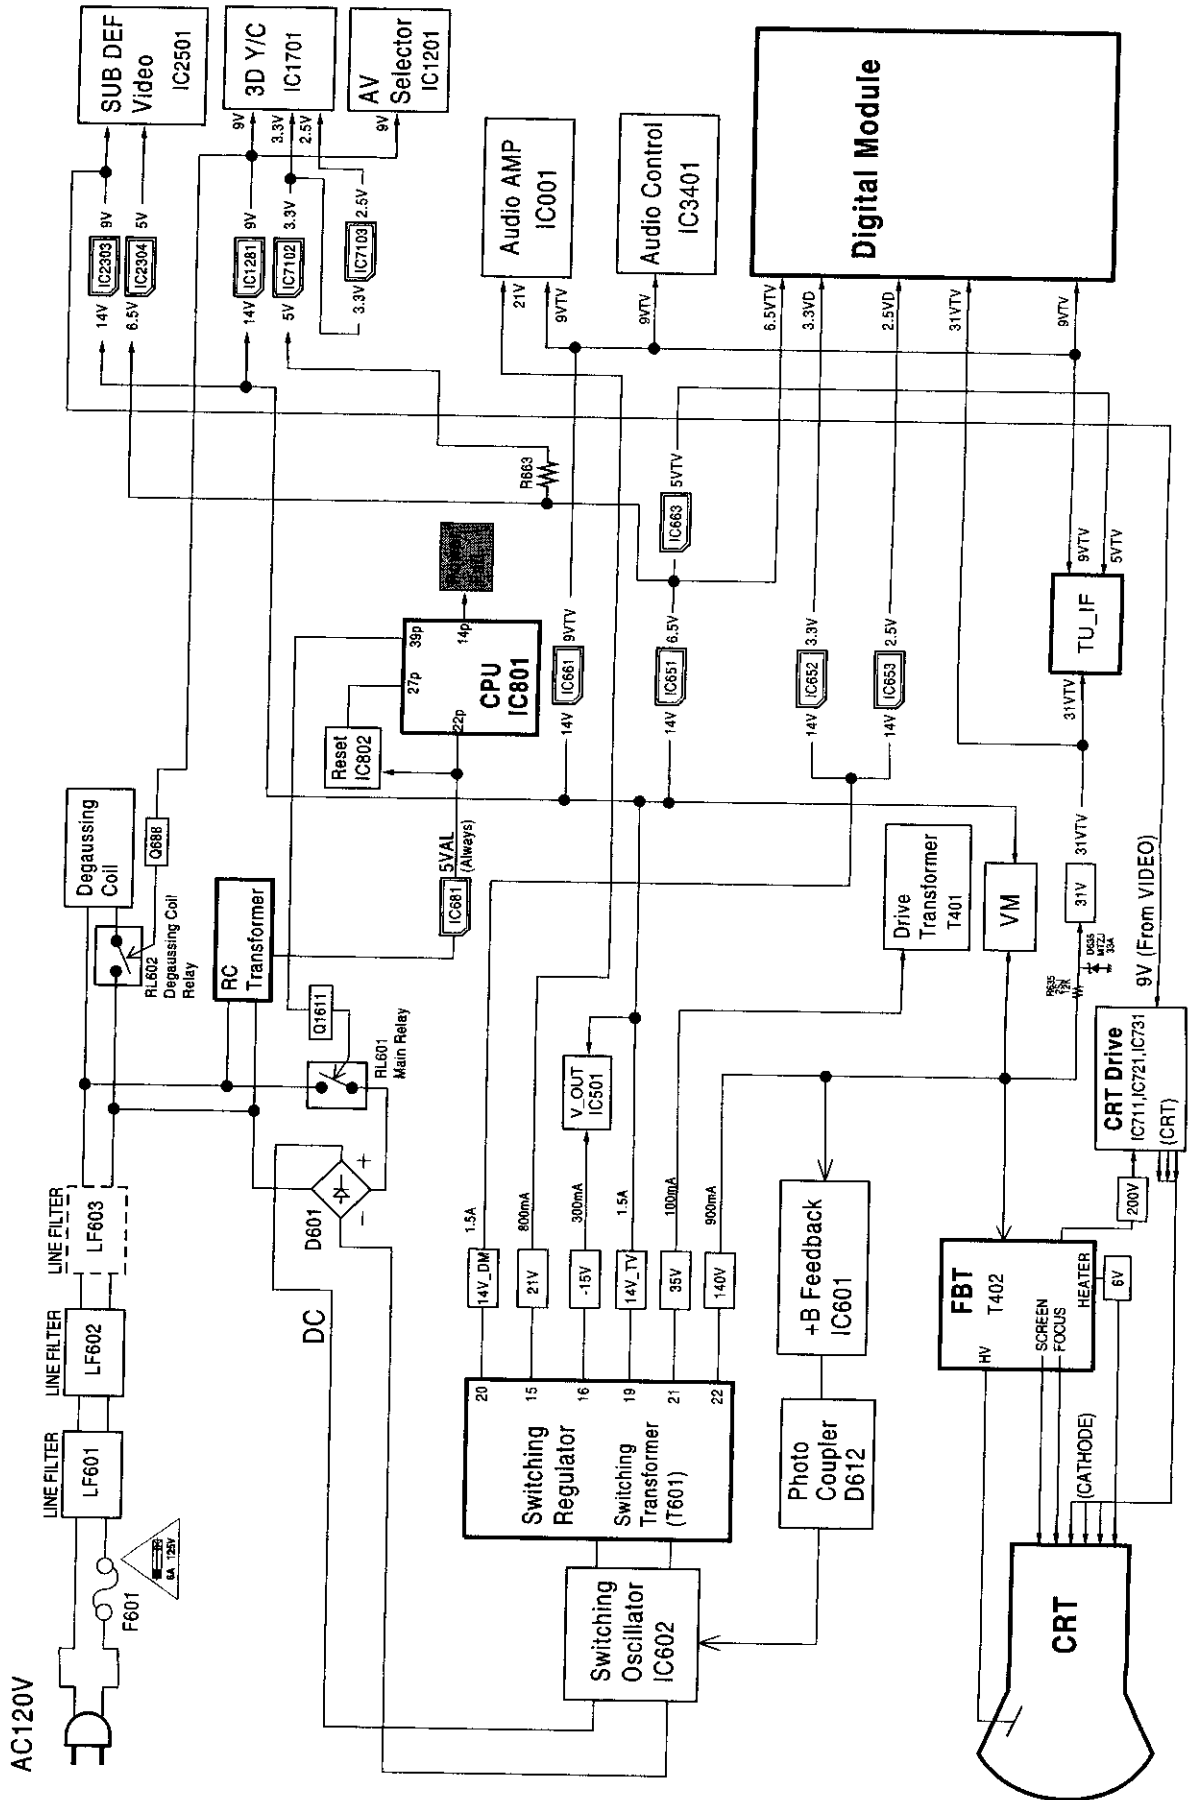 AC120V
F601
6A 125V
LINE FILTER
LF601
LINE FILTER
LF602
LINE FILTER
LF603
Degaussing
Coil
RL602
Degaussing Coil
Relay
Q688
SUB DEF
Video
IC2501
9V
IC2303
14V
5V
IC2304
6.5V
3D Y/C
IC1701
9V
3.3V
2.5V
9V
IC1281
14V
3.3V
IC7102
5V
2.5V
IC7103
3.3V
AV
Selector
IC1201
9V
RC
Transformer
Q1611
RL601
Main Relay
D601
+
−
DC
Reset
IC802
5VAL
(Always)
IC681
CPU
IC801
27p
39p
22p
14p
R663
Audio AMP
IC001
21V
9VTV
Audio Control
IC3401
9VTV
Digital Module
6.5VTV
3.3VD
2.5VD
31VTV
9VTV
14V
IC661
9VTV
14V
IC651
6.5V
IC663
5VTV
14V
IC652
3.3V
14V
IC653
2.5V
Switching
Oscillator
IC602
Switching
Regulator
Switching
Transformer
(T601)
20
15
16
19
21
22
14V_DM
1.5A
21V
800mA
-15V
300mA
14V_TV
1.5A
35V
100mA
140V
900mA
V_OUT
IC501
Drive
Transformer
T401
Photo
Coupler
D612
+B Feedback
IC601
VM
TU_IF
9VTV
5VTV
31VTV
31V
31VTV
R635
12K
D635
MTZJ
33A
9V (From VIDEO)
CRT Drive
IC711,IC721,IC731
(CRT)
200V
FBT
T402
HV
SCREEN
FOCUS
HEATER
6V
(CATHODE)
CRT